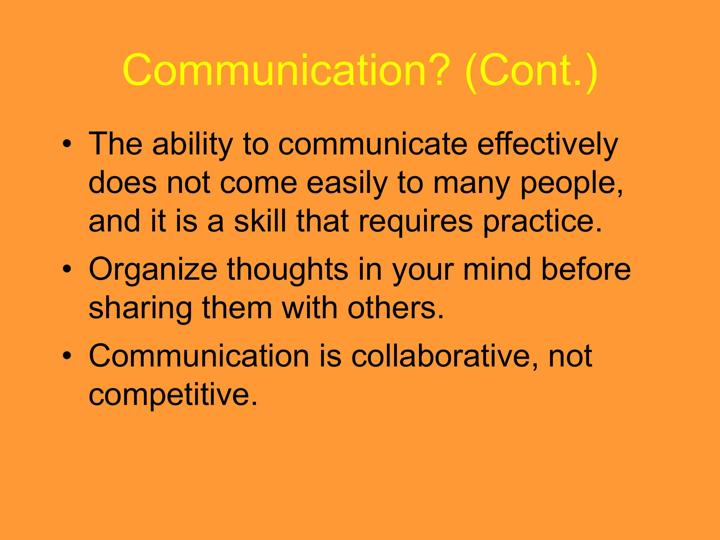 Communication? (Cont.)
• The ability to communicate effectively
does not come easily to many people,
and it is a skill that requires practice.
• Organize thoughts in your mind before
sharing them with others.
• Communication is collaborative, not
competitive.